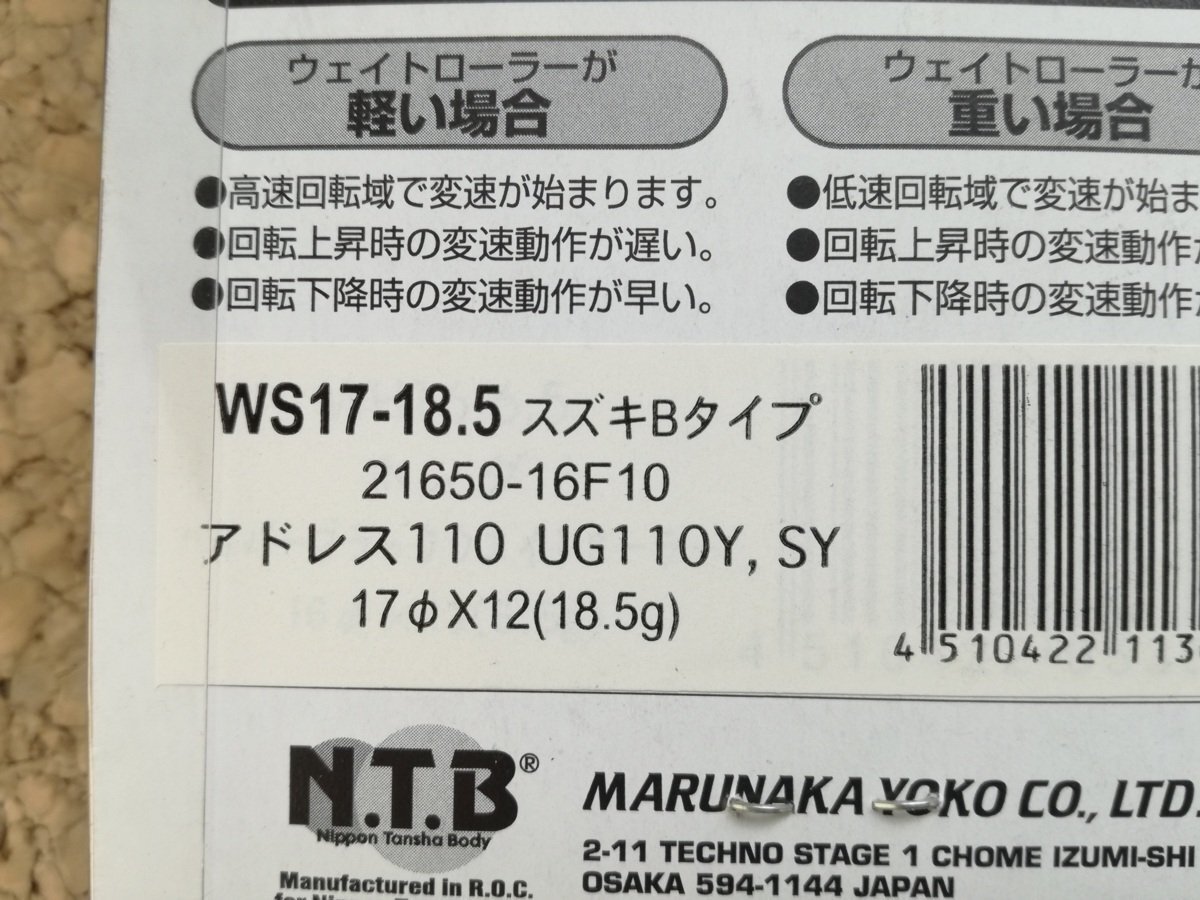 ウェイトローラーが
軽い場合
●高速回転域で変速が始まります。
●回転上昇時の変速動作が遅い。
●回転下降時の変速動作が早い。
ウェイトローラーが
重い場合
●低速回転域で変速が始ま
●回転上昇時の変速動作が
●回転下降時の変速動作が
WS17-18.5 スズキBタイプ
21650-16F10
アドレス110 UG110Y, SY
17φX12(18.5g)
4 510422 113
N.T.B®
Nippon Tansha Body
Manufactured in R.O.C.
MARUNAKA YOKO CO., LTD.
2-11 TECHNO STAGE 1 CHOME IZUMI-SHI
OSAKA 594-1144 JAPAN